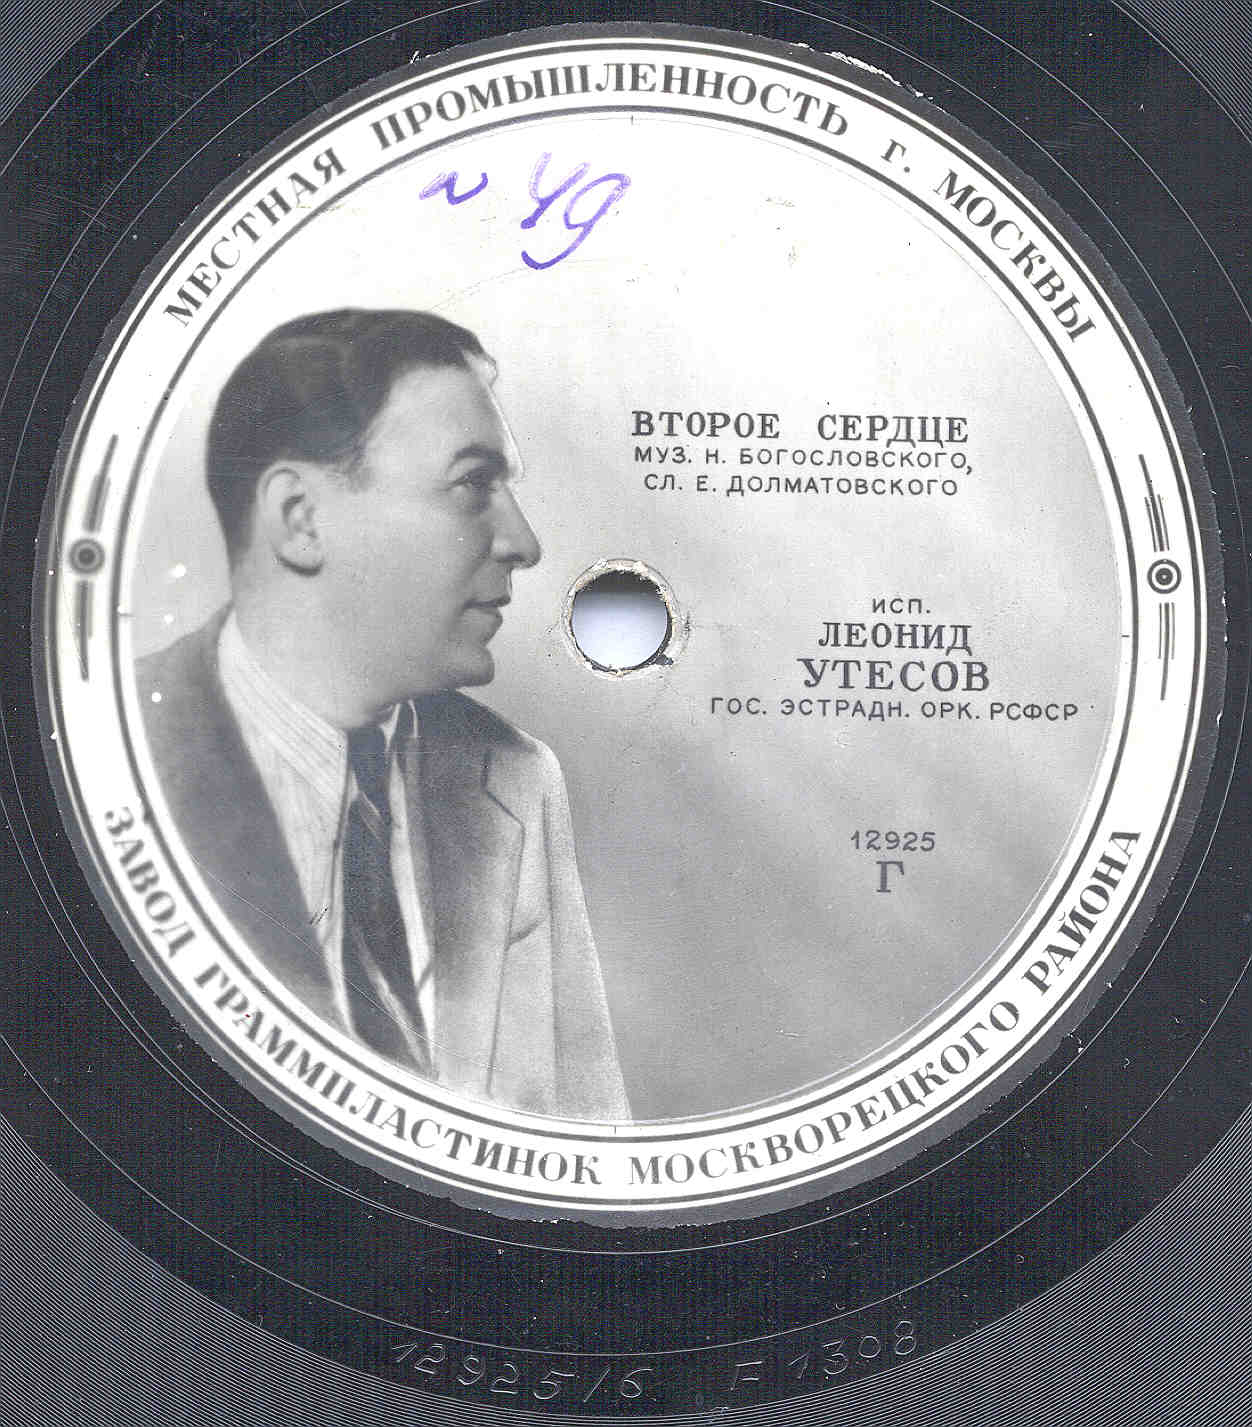 МЕСТНАЯ ПРОМЫШЛЕННОСТЬ г. МОСКВЫ
№ 49
ВТОРОЕ СЕРДЦЕ
МУЗ. Н. БОГОСЛОВСКОГО,
СЛ. Е. ДОЛМАТОВСКОГО
ИСП.
ЛЕОНИД
УТЕСОВ
ГОС. ЭСТРАДН. ОРК. РСФСР
12925
Г
ЗАВОД ГРАММПЛАСТИНОК МОСКВОРЕЦКОГО РАЙОНА
12925/6 F1308